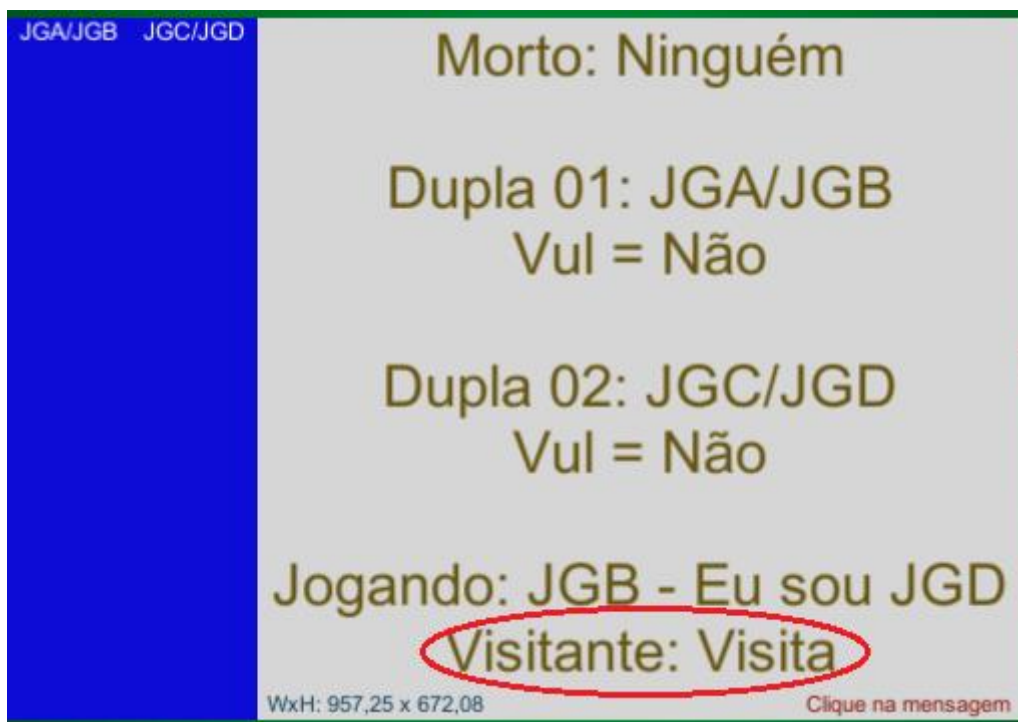 JGA/JGB JGC/JGD
Morto: Ninguém
Dupla 01: JGA/JGB
Vul = Não
Dupla 02: JGC/JGD
Vul = Não
Jogando: JGB - Eu sou JGD
Visitante: Visita
WxH: 957,25 x 672,08 Clique na mensagem